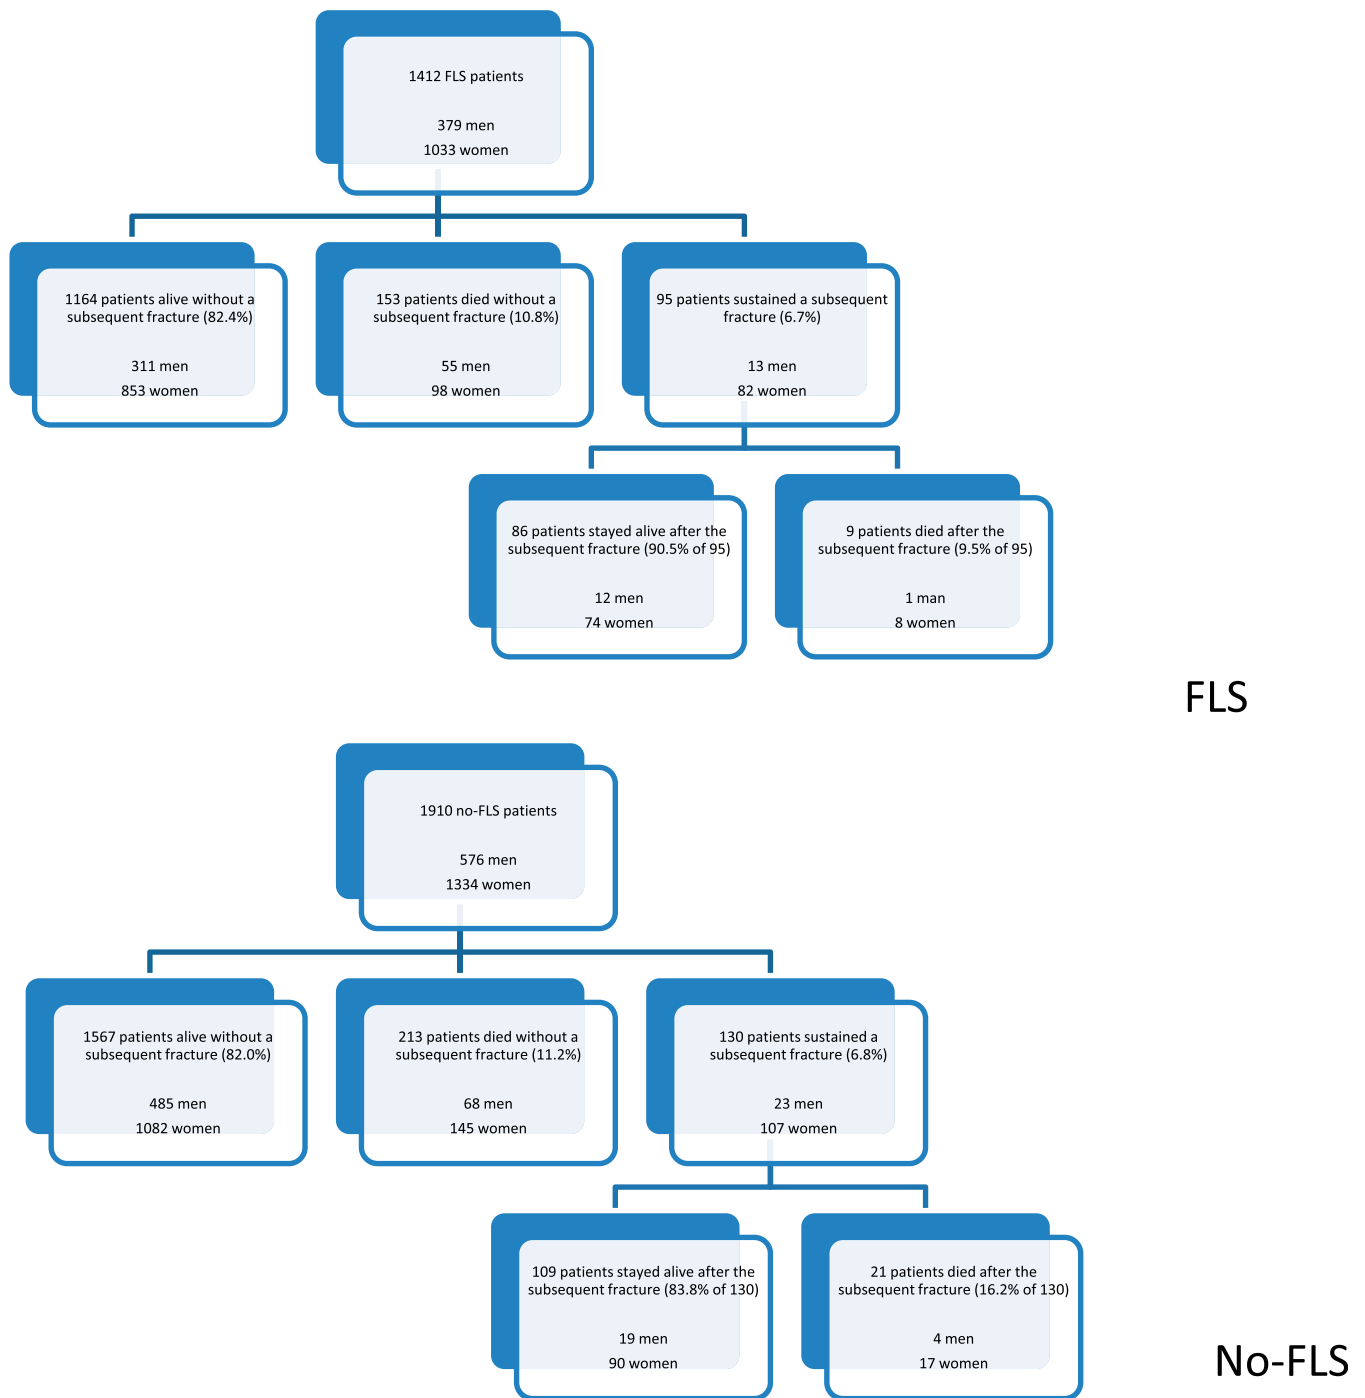 1412 FLS patients
379 men
1033 women
1164 patients alive without a
subsequent fracture (82.4%)
311 men
853 women
153 patients died without a
subsequent fracture (10.8%)
55 men
98 women
95 patients sustained a subsequent
fracture (6.7%)
13 men
82 women
86 patients stayed alive after the
subsequent fracture (90.5% of 95)
12 men
74 women
9 patients died after the
subsequent fracture (9.5% of 95)
1 man
8 women
FLS
1910 no-FLS patients
576 men
1334 women
1567 patients alive without a
subsequent fracture (82.0%)
485 men
1082 women
213 patients died without a
subsequent fracture (11.2%)
68 men
145 women
130 patients sustained a
subsequent fracture (6.8%)
23 men
107 women
109 patients stayed alive after the
subsequent fracture (83.8% of 130)
19 men
90 women
21 patients died after the
subsequent fracture (16.2% of 130)
4 men
17 women
No-FLS